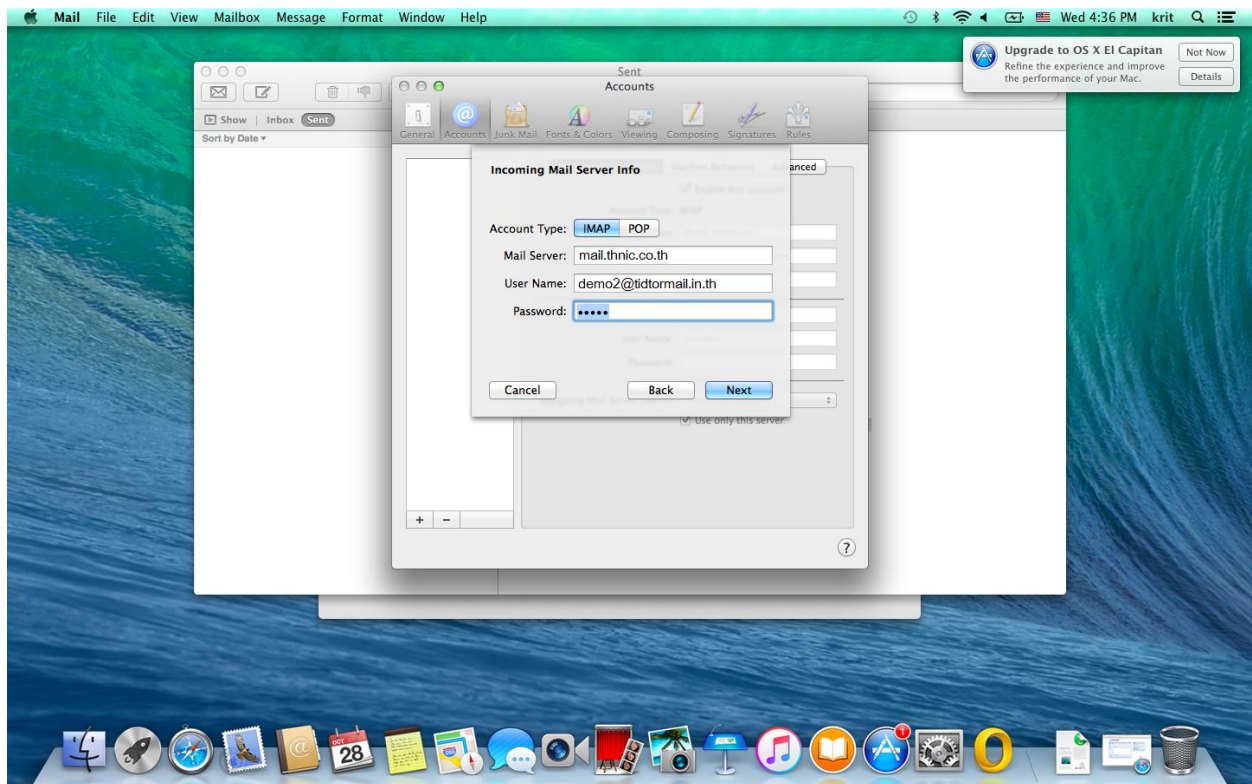 Mail File Edit View Mailbox Message Format Window Help Wed 4:36 PM krit
Upgrade to OS X El Capitan
Refine the experience and improve
the performance of your Mac.
Not Now
Details
Sent
Show | Inbox Sent
Sort by Date
Accounts
General Accounts Junk Mail Fonts & Colors Viewing Composing Signatures Rules
anced
Incoming Mail Server Info
Account Type: IMAP POP
Mail Server: mail.thnic.co.th
User Name: demo2@tidtormail.in.th
Password: •••••
Cancel Back Next
Use only this server
+ −
?
OCT
28
1